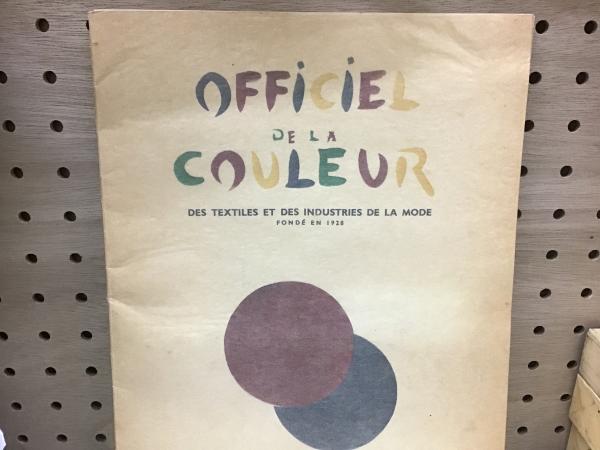 OFFiCiEL
DE LA
COULEUR
DES TEXTILES ET DES INDUSTRIES DE LA MODE
FONDÉ EN 1928